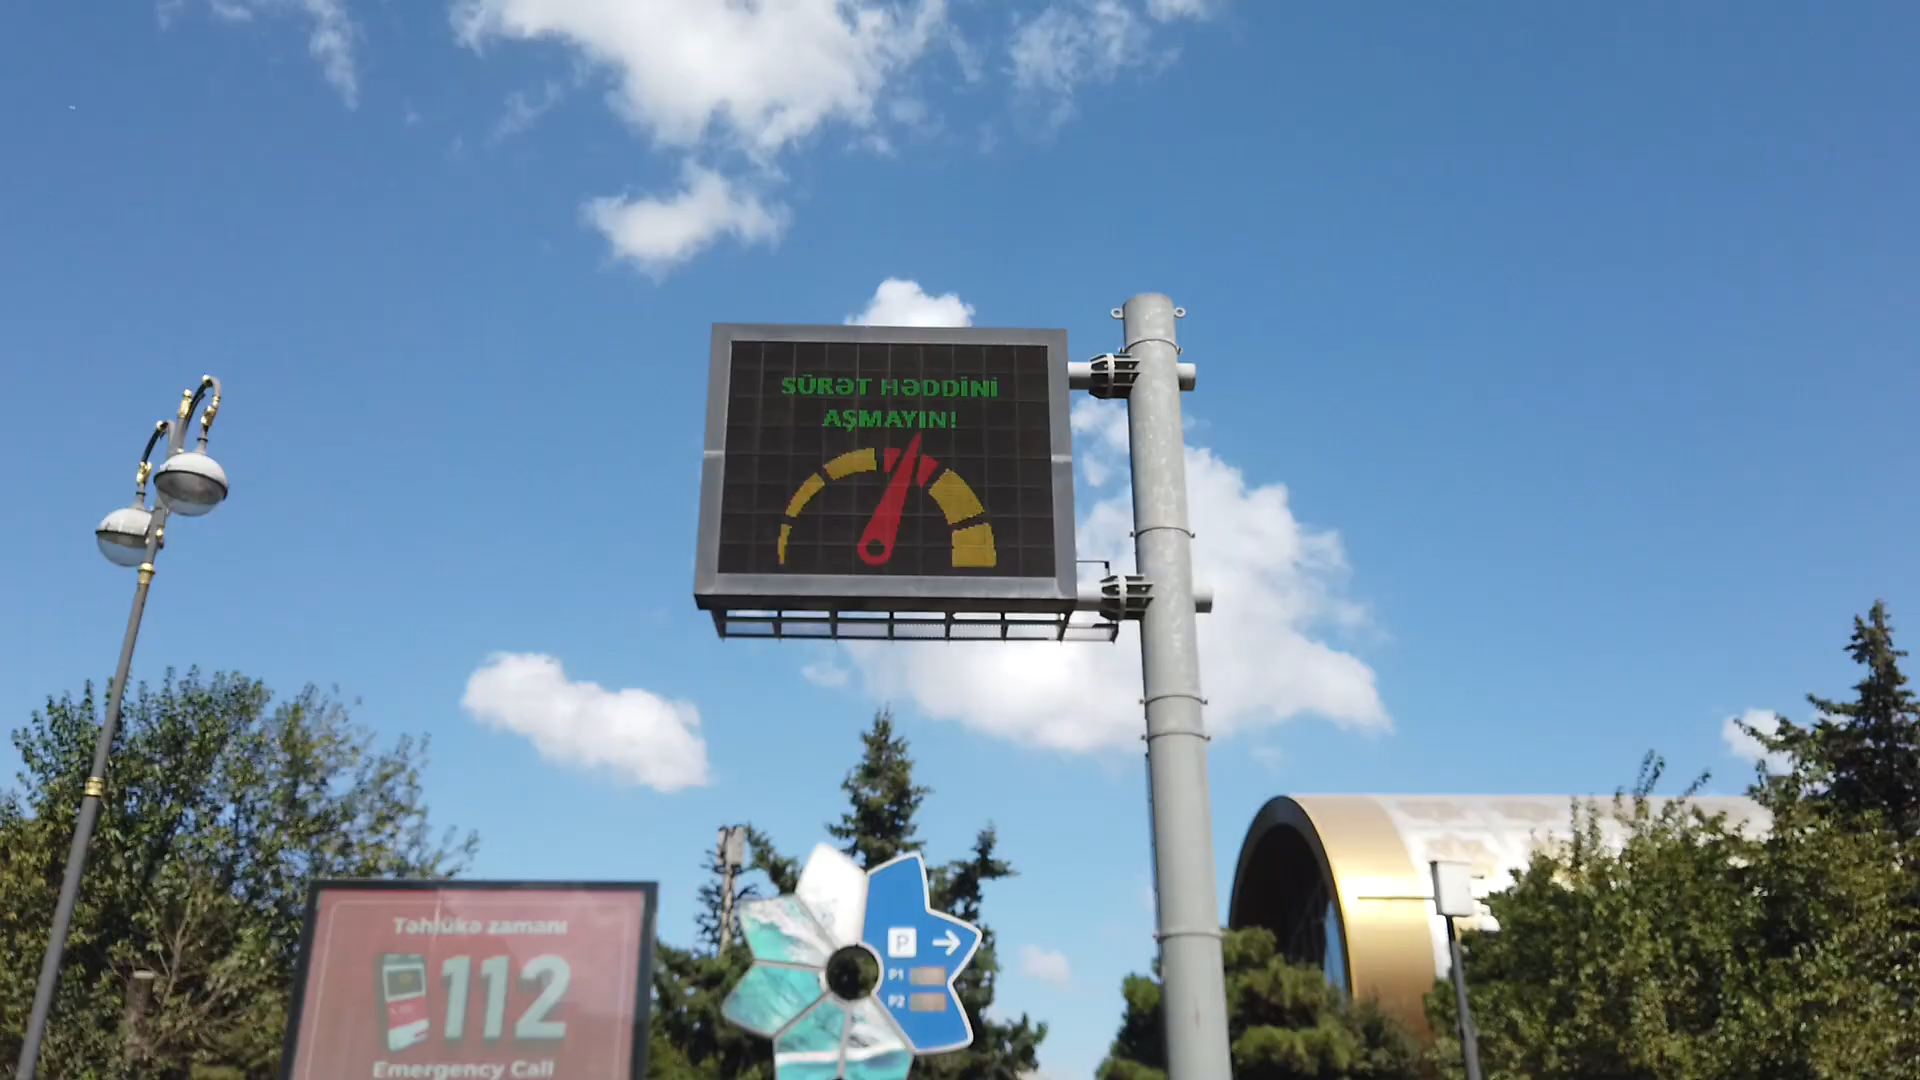 SÜRƏT HƏDDİNİ
AŞMAYIN!
Təhlükə zamanı
112
Emergency Call
P →
P1
P2